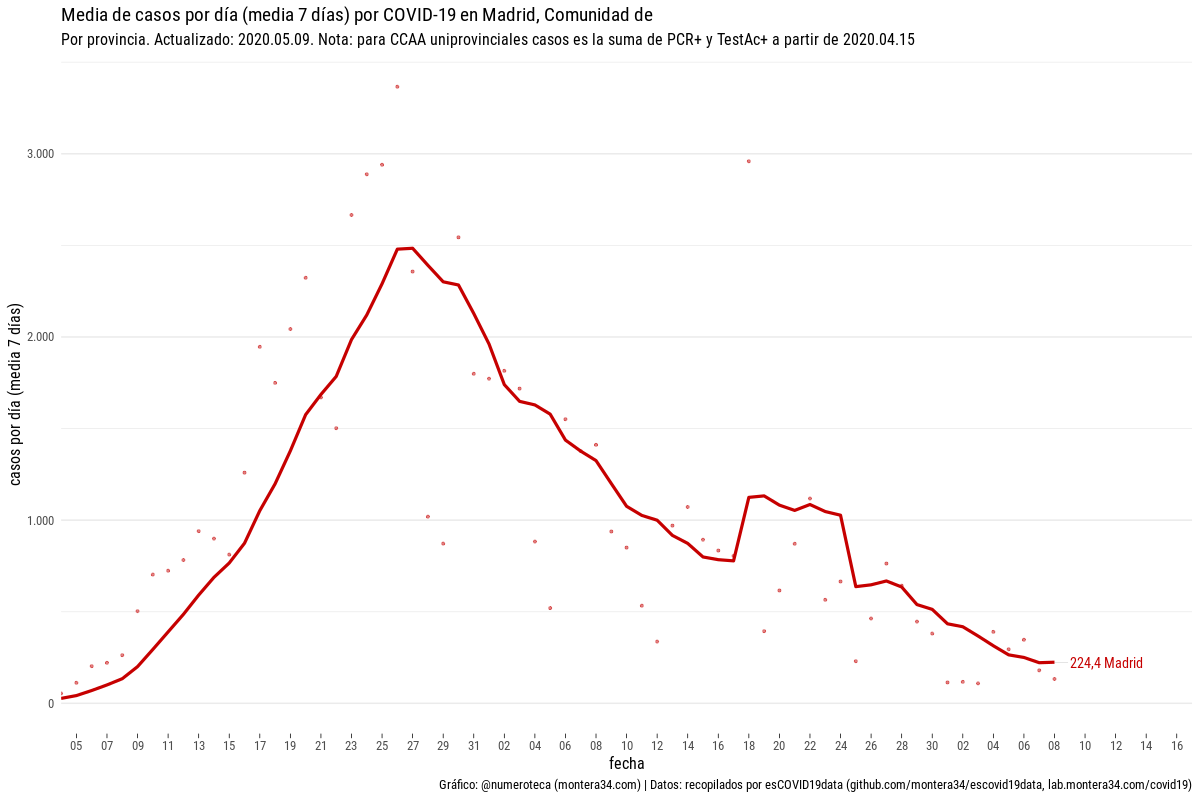 Media de casos por día (media 7 días) por COVID-19 en Madrid, Comunidad de
Por provincia. Actualizado: 2020.05.09. Nota: para CCAA uniprovinciales casos es la suma de PCR+ y TestAc+ a partir de 2020.04.15
casos por día (media 7 días)
3.000
2.000
1.000
0
224,4 Madrid
05 07 09 11 13 15 17 19 21 23 25 27 29 31 02 04 06 08 10 12 14 16 18 20 22 24 26 28 30 02 04 06 08 10 12 14 16
fecha
Gráfico: @numeroteca (montera34.com) | Datos: recopilados por esCOVID19data (github.com/montera34/escovid19data, lab.montera34.com/covid19)